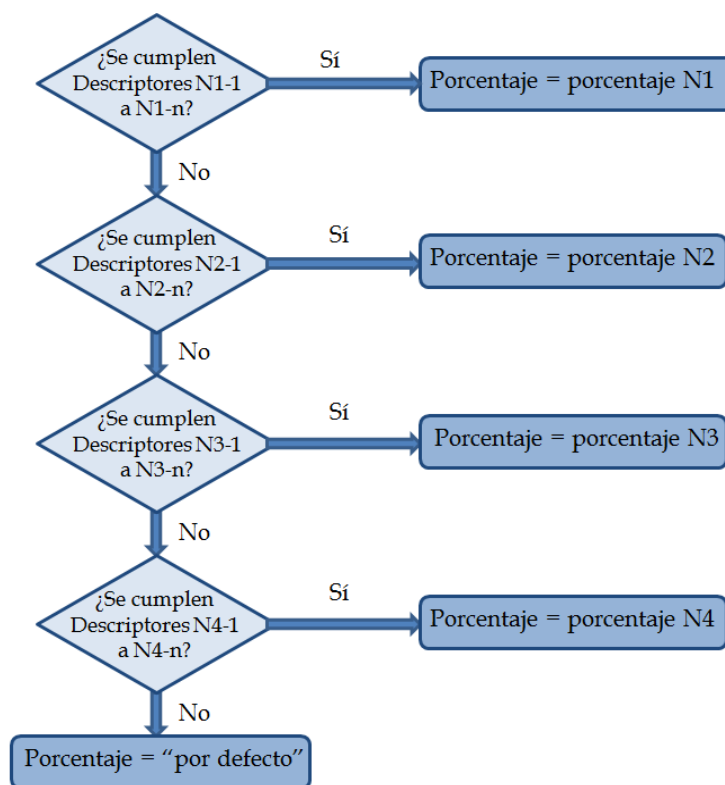 ¿Se cumplen
Descriptores N1-1
a N1-n?
Sí
Porcentaje = porcentaje N1
No
¿Se cumplen
Descriptores N2-1
a N2-n?
Sí
Porcentaje = porcentaje N2
No
¿Se cumplen
Descriptores N3-1
a N3-n?
Sí
Porcentaje = porcentaje N3
No
¿Se cumplen
Descriptores N4-1
a N4-n?
Sí
Porcentaje = porcentaje N4
No
Porcentaje = “por defecto”